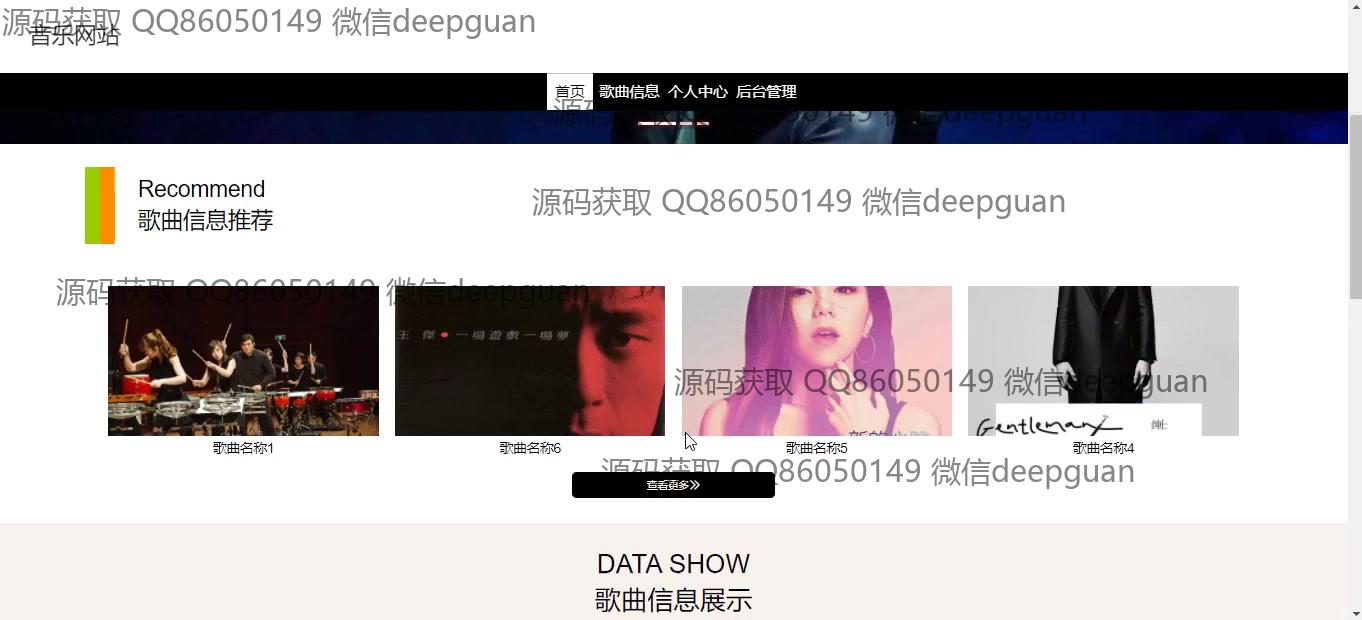 源码获取 QQ86050149 微信deepguan
音乐网站
首页 歌曲信息 个人中心 后台管理
源码获取 QQ86050149 微信deepguan
Recommend
歌曲信息推荐
源码获取 QQ86050149 微信deepguan
源码获取 QQ86050149 微信deepguan
王傑●一場遊戲一場夢
源码获取 QQ86050149 微信deepguan
Gentleman
紳士
歌曲名称1 歌曲名称6 歌曲名称5 歌曲名称4
源码获取 QQ86050149 微信deepguan
查看更多
DATA SHOW
歌曲信息展示